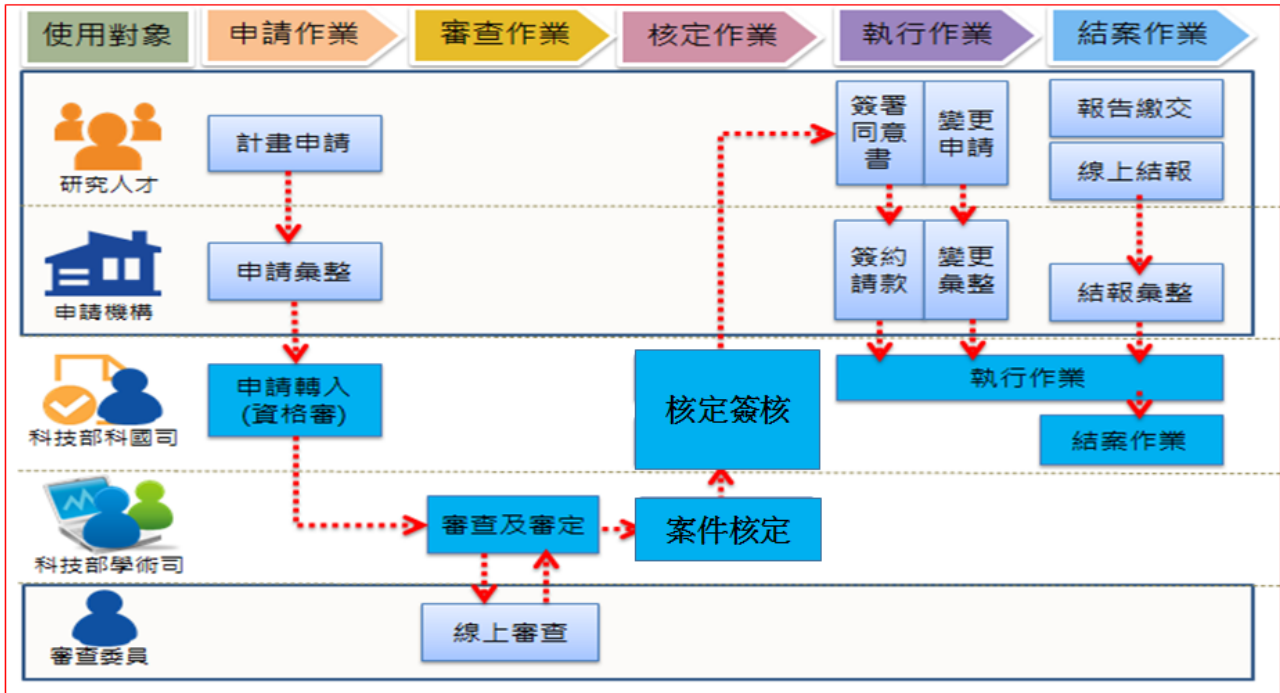 使用對象
申請作業
審查作業
核定作業
執行作業
結案作業
研究人才
計畫申請
簽署
同意
書
變更
申請
報告繳交
線上結報
申請機構
申請彙整
簽約
請款
變更
彙整
結報彙整
科技部科國司
申請轉入
(資格審)
核定簽核
執行作業
結案作業
科技部學術司
審查及審定
案件核定
審查委員
線上審查